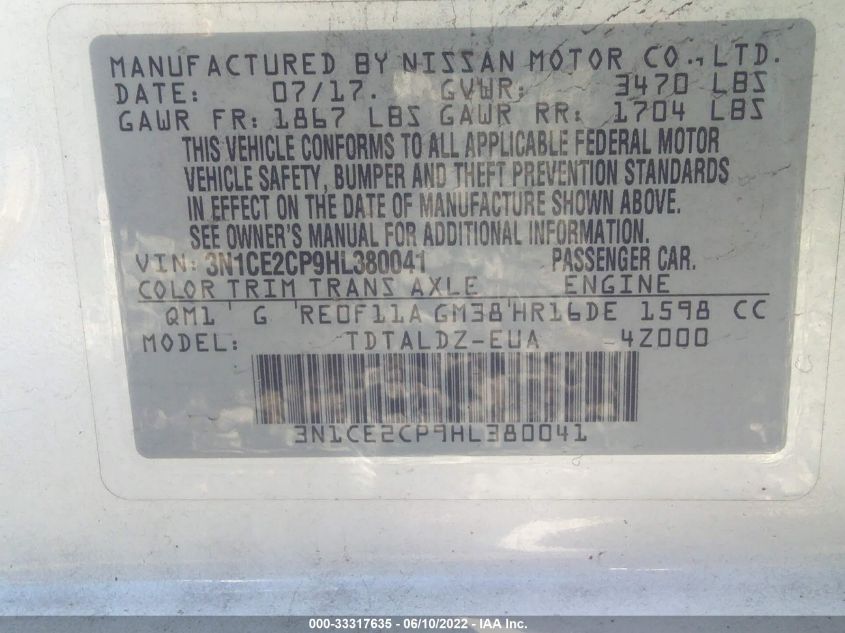 MANUFACTURED BY NISSAN MOTOR CO., LTD.
DATE: 07/17. GVWR: 3470 LBS
GAWR FR: 1867 LBS GAWR RR: 1704 LBS
THIS VEHICLE CONFORMS TO ALL APPLICABLE FEDERAL MOTOR
VEHICLE SAFETY, BUMPER AND THEFT PREVENTION STANDARDS
IN EFFECT ON THE DATE OF MANUFACTURE SHOWN ABOVE.
SEE OWNER'S MANUAL FOR ADDITIONAL INFORMATION.
VIN: 3N1CE2CP9HL380041 PASSENGER CAR.
COLOR TRIM TRANS AXLE ENGINE
QM1 ' G ' RE0F11A GM38 ' HR16DE 1598 CC
MODEL: TDTALDZ-EUA -4Z000
3N1CE2CP9HL380041
000-33317635 - 06/10/2022 - IAA Inc.